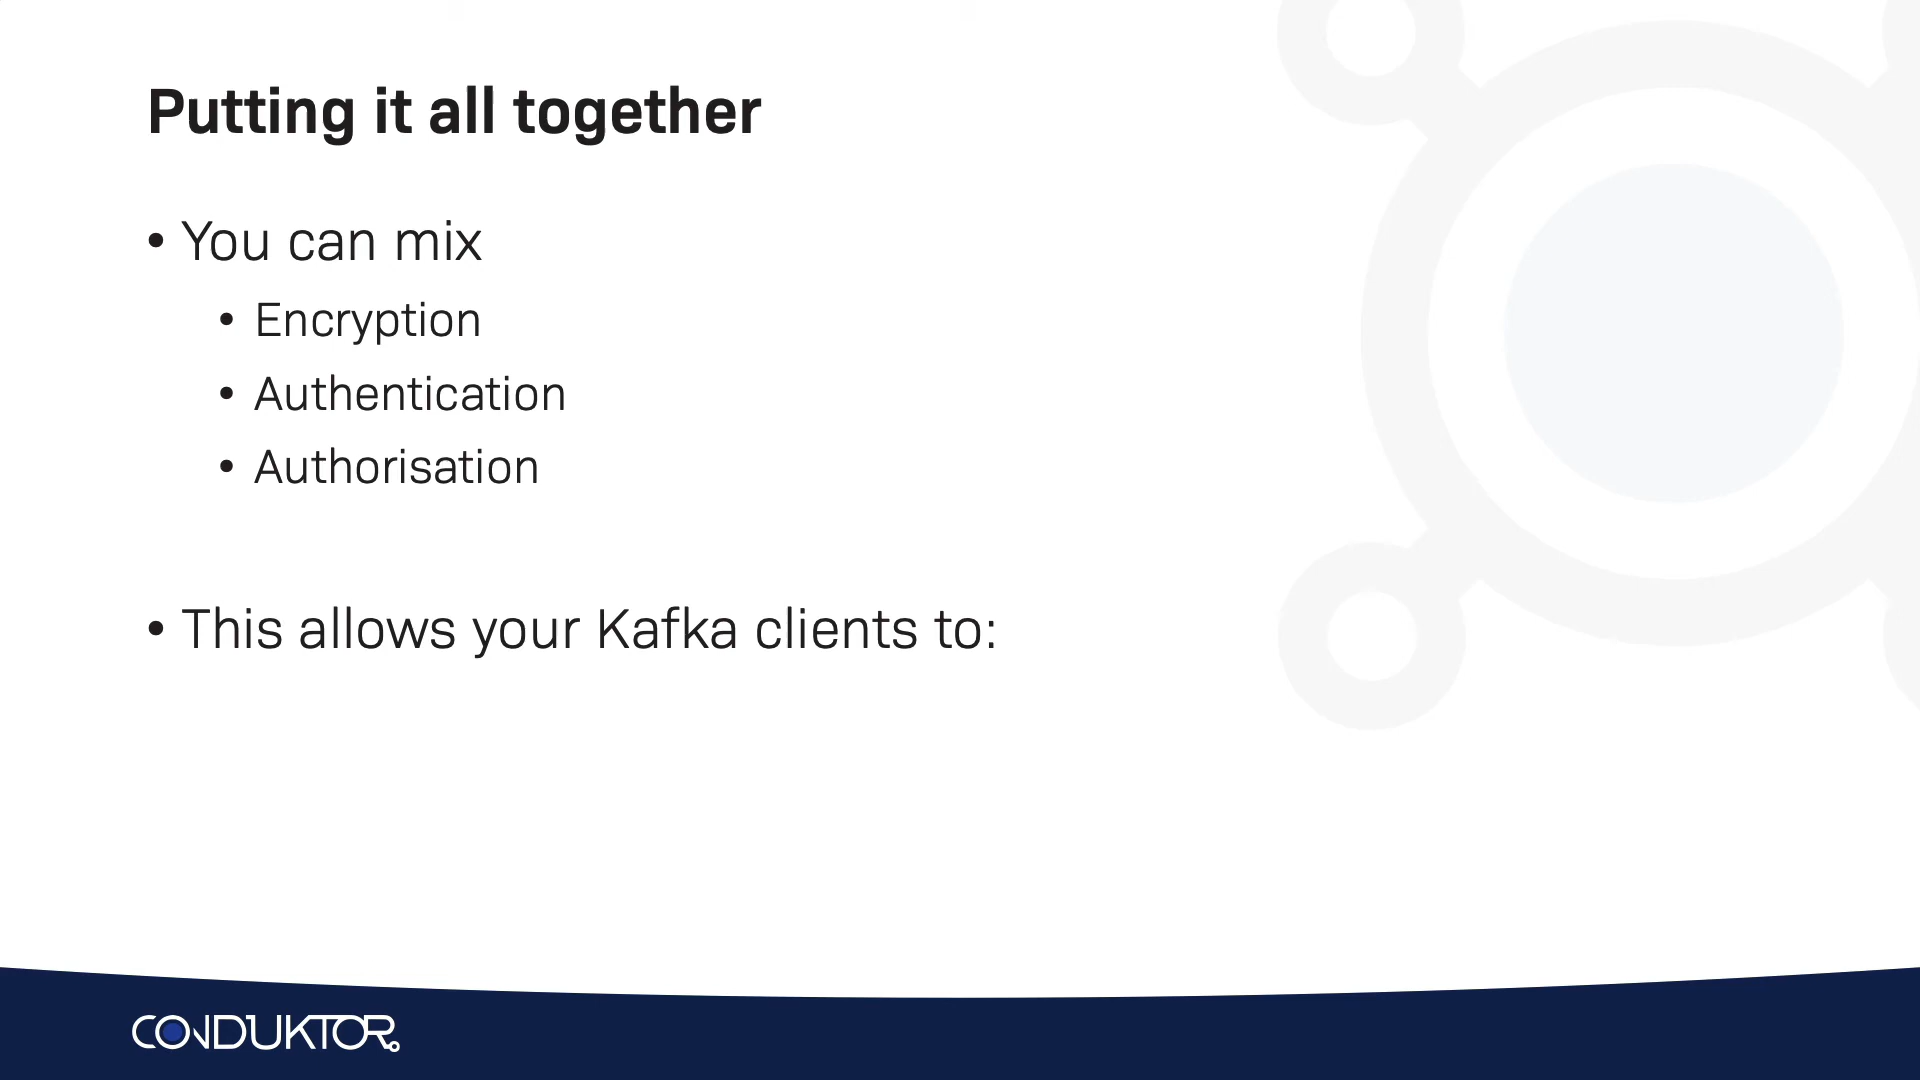 Putting it all together
• You can mix
• Encryption
• Authentication
• Authorisation
• This allows your Kafka clients to:
CONDUKTOR